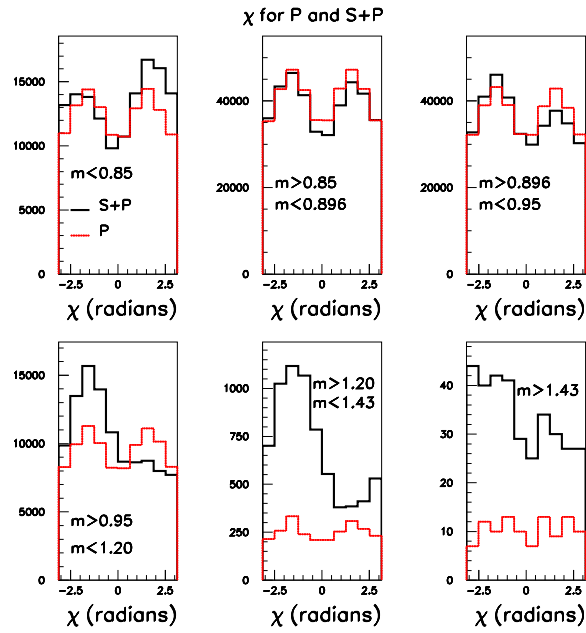 χ for P and S+P
15000
10000
5000
0
m<0.85
S+P
P
-2.5
0
2.5
χ (radians)
40000
20000
0
m>0.85
m<0.896
-2.5
0
2.5
χ (radians)
40000
20000
0
m>0.896
m<0.95
-2.5
0
2.5
χ (radians)
15000
10000
5000
0
m>0.95
m<1.20
-2.5
0
2.5
χ (radians)
1000
750
500
250
0
m>1.20
m<1.43
-2.5
0
2.5
χ (radians)
40
30
20
10
0
m>1.43
-2.5
0
2.5
χ (radians)